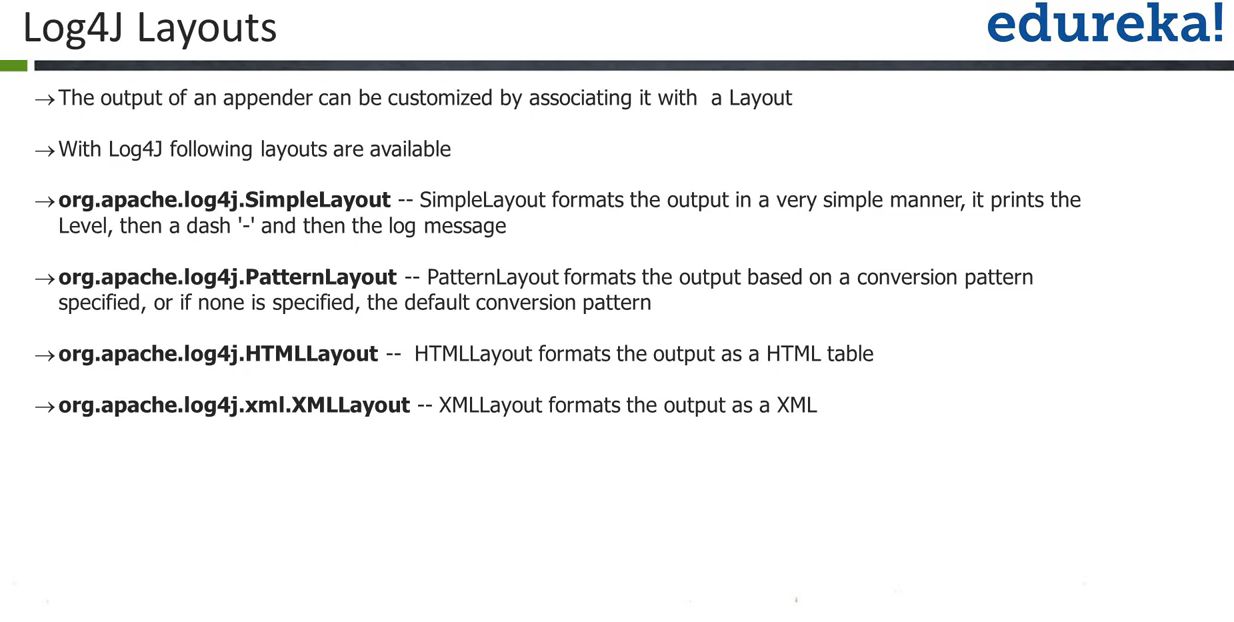 Log4J Layouts
edureka!
→ The output of an appender can be customized by associating it with a Layout
→ With Log4J following layouts are available
→ org.apache.log4j.SimpleLayout -- SimpleLayout formats the output in a very simple manner, it prints the
Level, then a dash '-' and then the log message
→ org.apache.log4j.PatternLayout -- PatternLayout formats the output based on a conversion pattern
specified, or if none is specified, the default conversion pattern
→ org.apache.log4j.HTMLLayout -- HTMLLayout formats the output as a HTML table
→ org.apache.log4j.xml.XMLLayout -- XMLLayout formats the output as a XML